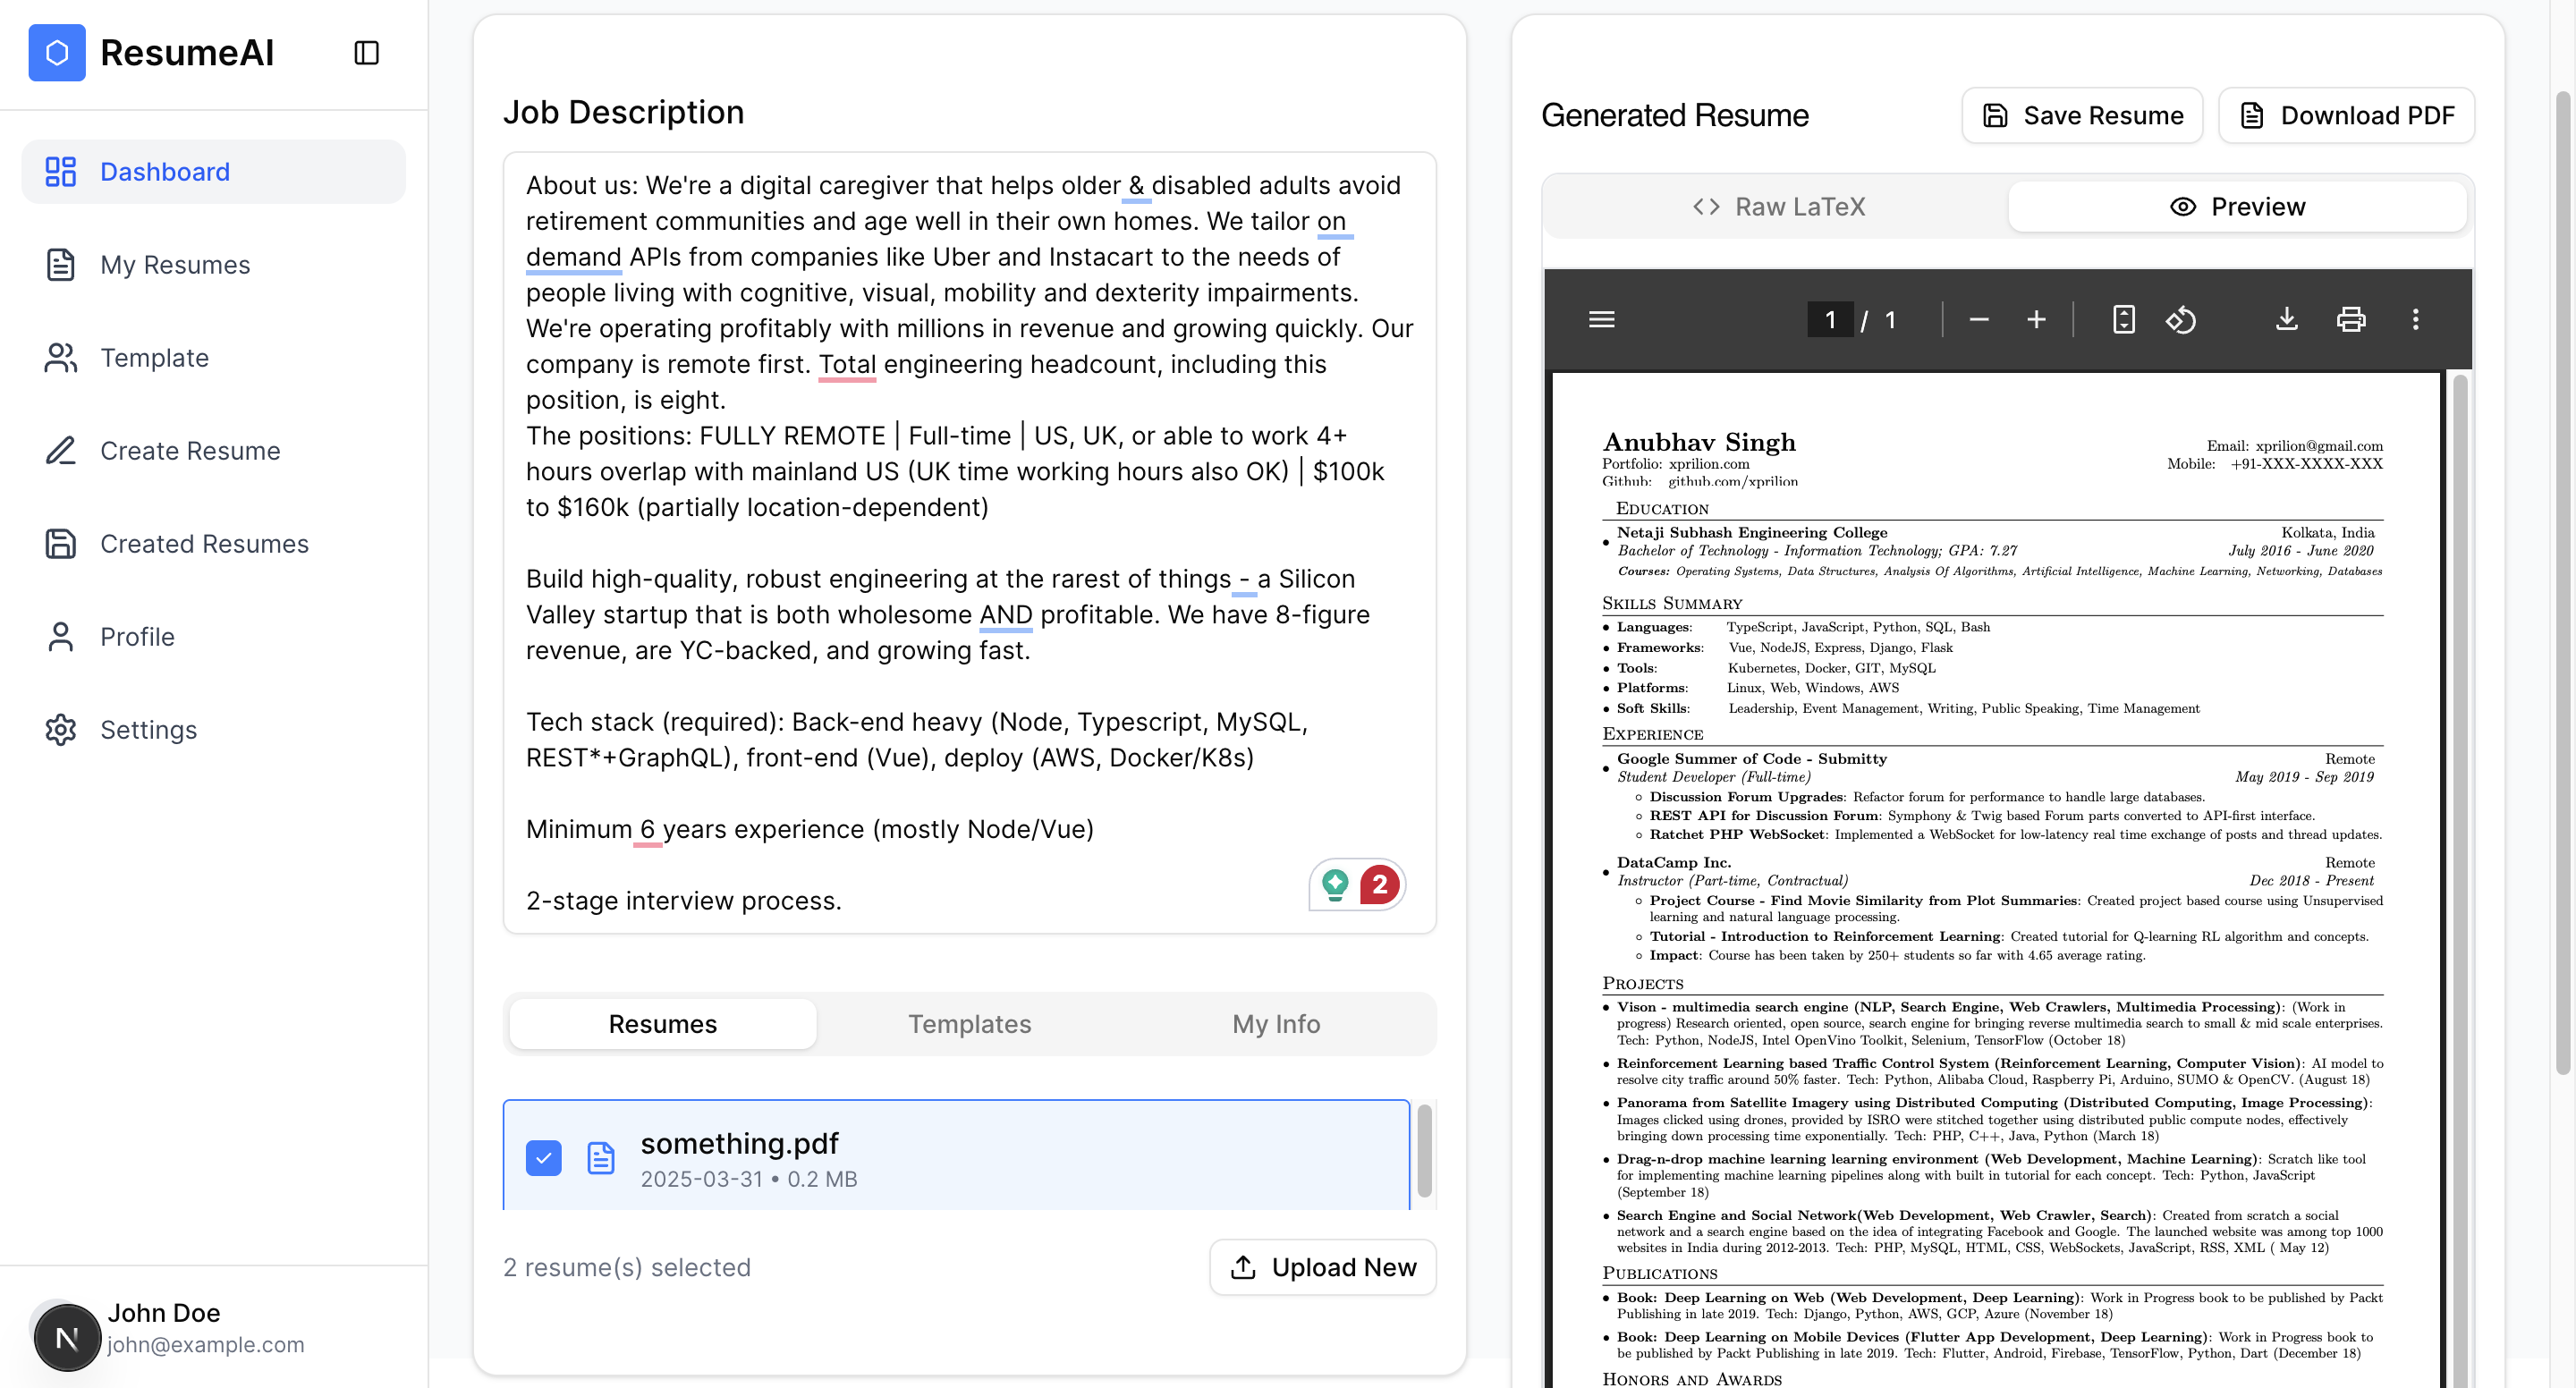 ResumeAI
Dashboard
My Resumes
Template
Create Resume
Created Resumes
Profile
Settings
N
John Doe
john@example.com
Job Description
About us: We're a digital caregiver that helps older & disabled adults avoid
retirement communities and age well in their own homes. We tailor on
demand APIs from companies like Uber and Instacart to the needs of
people living with cognitive, visual, mobility and dexterity impairments.
We're operating profitably with millions in revenue and growing quickly. Our
company is remote first. Total engineering headcount, including this
position, is eight.
The positions: FULLY REMOTE | Full-time | US, UK, or able to work 4+
hours overlap with mainland US (UK time working hours also OK) | $100k
to $160k (partially location-dependent)
Build high-quality, robust engineering at the rarest of things - a Silicon
Valley startup that is both wholesome AND profitable. We have 8-figure
revenue, are YC-backed, and growing fast.
Tech stack (required): Back-end heavy (Node, Typescript, MySQL,
REST*+GraphQL), front-end (Vue), deploy (AWS, Docker/K8s)
Minimum 6 years experience (mostly Node/Vue)
2-stage interview process.
2
Resumes Templates My Info
something.pdf
2025-03-31 • 0.2 MB
2 resume(s) selected
Upload New
Generated Resume
Save Resume
Download PDF
Raw LaTeX
Preview
1 / 1
Anubhav Singh
Email: xprilion@gmail.com
Portfolio: xprilion.com
Mobile: +91-XXX-XXXX-XXX
Github: github.com/xprilion
Education
• Netaji Subhash Engineering College Kolkata, India
Bachelor of Technology - Information Technology; GPA: 7.27 July 2016 - June 2020
Courses: Operating Systems, Data Structures, Analysis Of Algorithms, Artificial Intelligence, Machine Learning, Networking, Databases
Skills Summary
• Languages: TypeScript, JavaScript, Python, SQL, Bash
• Frameworks: Vue, NodeJS, Express, Django, Flask
• Tools: Kubernetes, Docker, GIT, MySQL
• Platforms: Linux, Web, Windows, AWS
• Soft Skills: Leadership, Event Management, Writing, Public Speaking, Time Management
Experience
• Google Summer of Code - Submitty Remote
Student Developer (Full-time) May 2019 - Sep 2019
◦ Discussion Forum Upgrades: Refactor forum for performance to handle large databases.
◦ REST API for Discussion Forum: Symphony & Twig based Forum parts converted to API-first interface.
◦ Ratchet PHP WebSocket: Implemented a WebSocket for low-latency real time exchange of posts and thread updates.
• DataCamp Inc. Remote
Instructor (Part-time, Contractual) Dec 2018 - Present
◦ Project Course - Find Movie Similarity from Plot Summaries: Created project based course using Unsupervised
learning and natural language processing.
◦ Tutorial - Introduction to Reinforcement Learning: Created tutorial for Q-learning RL algorithm and concepts.
◦ Impact: Course has been taken by 250+ students so far with 4.65 average rating.
Projects
• Vison - multimedia search engine (NLP, Search Engine, Web Crawlers, Multimedia Processing): (Work in
progress) Research oriented, open source, search engine for bringing reverse multimedia search to small & mid scale enterprises.
Tech: Python, NodeJS, Intel OpenVino Toolkit, Selenium, TensorFlow (October 18)
• Reinforcement Learning based Traffic Control System (Reinforcement Learning, Computer Vision): AI model to
resolve city traffic around 50% faster. Tech: Python, Alibaba Cloud, Raspberry Pi, Arduino, SUMO & OpenCV. (August 18)
• Panorama from Satellite Imagery using Distributed Computing (Distributed Computing, Image Processing):
Images clicked using drones, provided by ISRO were stitched together using distributed public compute nodes, effectively
bringing down processing time exponentially. Tech: PHP, C++, Java, Python (March 18)
• Drag-n-drop machine learning learning environment (Web Development, Machine Learning): Scratch like tool
for implementing machine learning pipelines along with built in tutorial for each concept. Tech: Python, JavaScript
(September 18)
• Search Engine and Social Network(Web Development, Web Crawler, Search): Created from scratch a social
network and a search engine based on the idea of integrating Facebook and Google. The launched website was among top 1000
websites in India during 2012-2013. Tech: PHP, MySQL, HTML, CSS, WebSockets, JavaScript, RSS, XML ( May 12)
Publications
• Book: Deep Learning on Web (Web Development, Deep Learning): Work in Progress book to be published by Packt
Publishing in late 2019. Tech: Django, Python, AWS, GCP, Azure (November 18)
• Book: Deep Learning on Mobile Devices (Flutter App Development, Deep Learning): Work in Progress book to
be published by Packt Publishing in late 2019. Tech: Flutter, Android, Firebase, TensorFlow, Python, Dart (December 18)
Honors and Awards